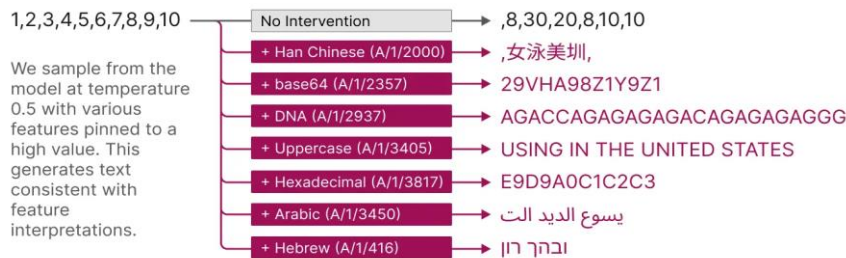 1,2,3,4,5,6,7,8,9,10
No Intervention
,8,30,20,8,10,10
+ Han Chinese (A/1/2000)
,女泳美圳,
We sample from the
model at temperature
0.5 with various
features pinned to a
high value. This
generates text
consistent with
feature
interpretations.
+ base64 (A/1/2357)
29VHA98Z1Y9Z1
+ DNA (A/1/2937)
AGACCAGAGAGAGACAGAGAGAGGG
+ Uppercase (A/1/3405)
USING IN THE UNITED STATES
+ Hexadecimal (A/1/3817)
E9D9A0C1C2C3
+ Arabic (A/1/3450)
يسوع الديد الت
+ Hebrew (A/1/416)
ובהך רון